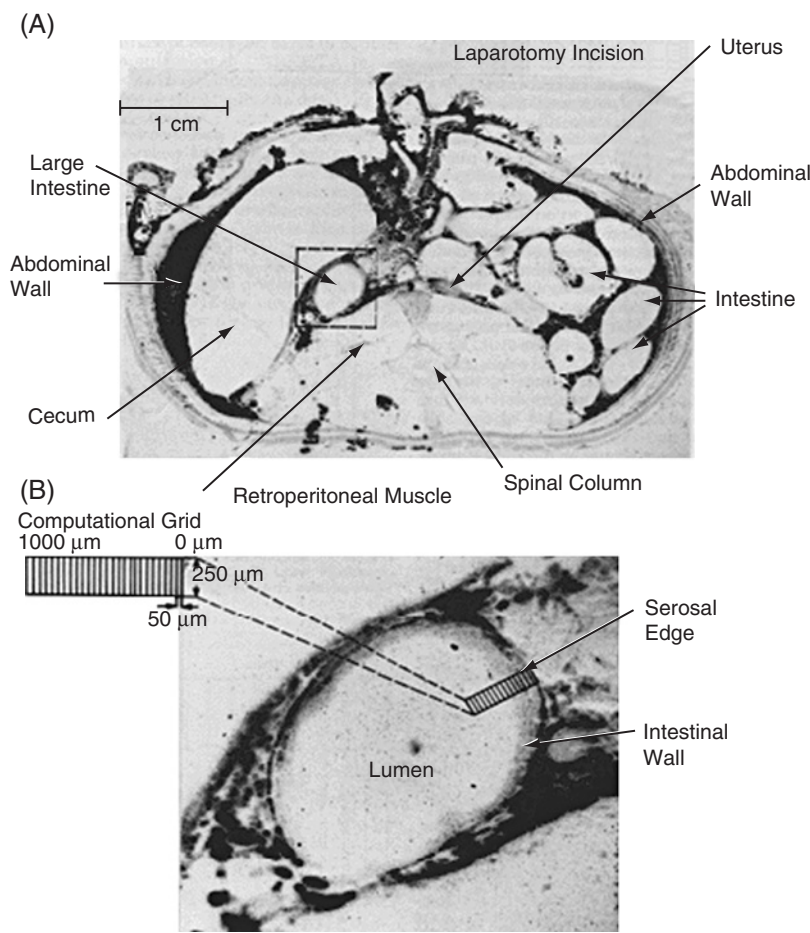 (A)
Laparotomy Incision
Uterus
1 cm
Large
Intestine
Abdominal
Wall
Abdominal
Wall
Intestine
Cecum
Retroperitoneal Muscle
Spinal Column
(B)
Computational Grid
1000 μm
0 μm
250 μm
50 μm
Serosal
Edge
Intestinal
Wall
Lumen